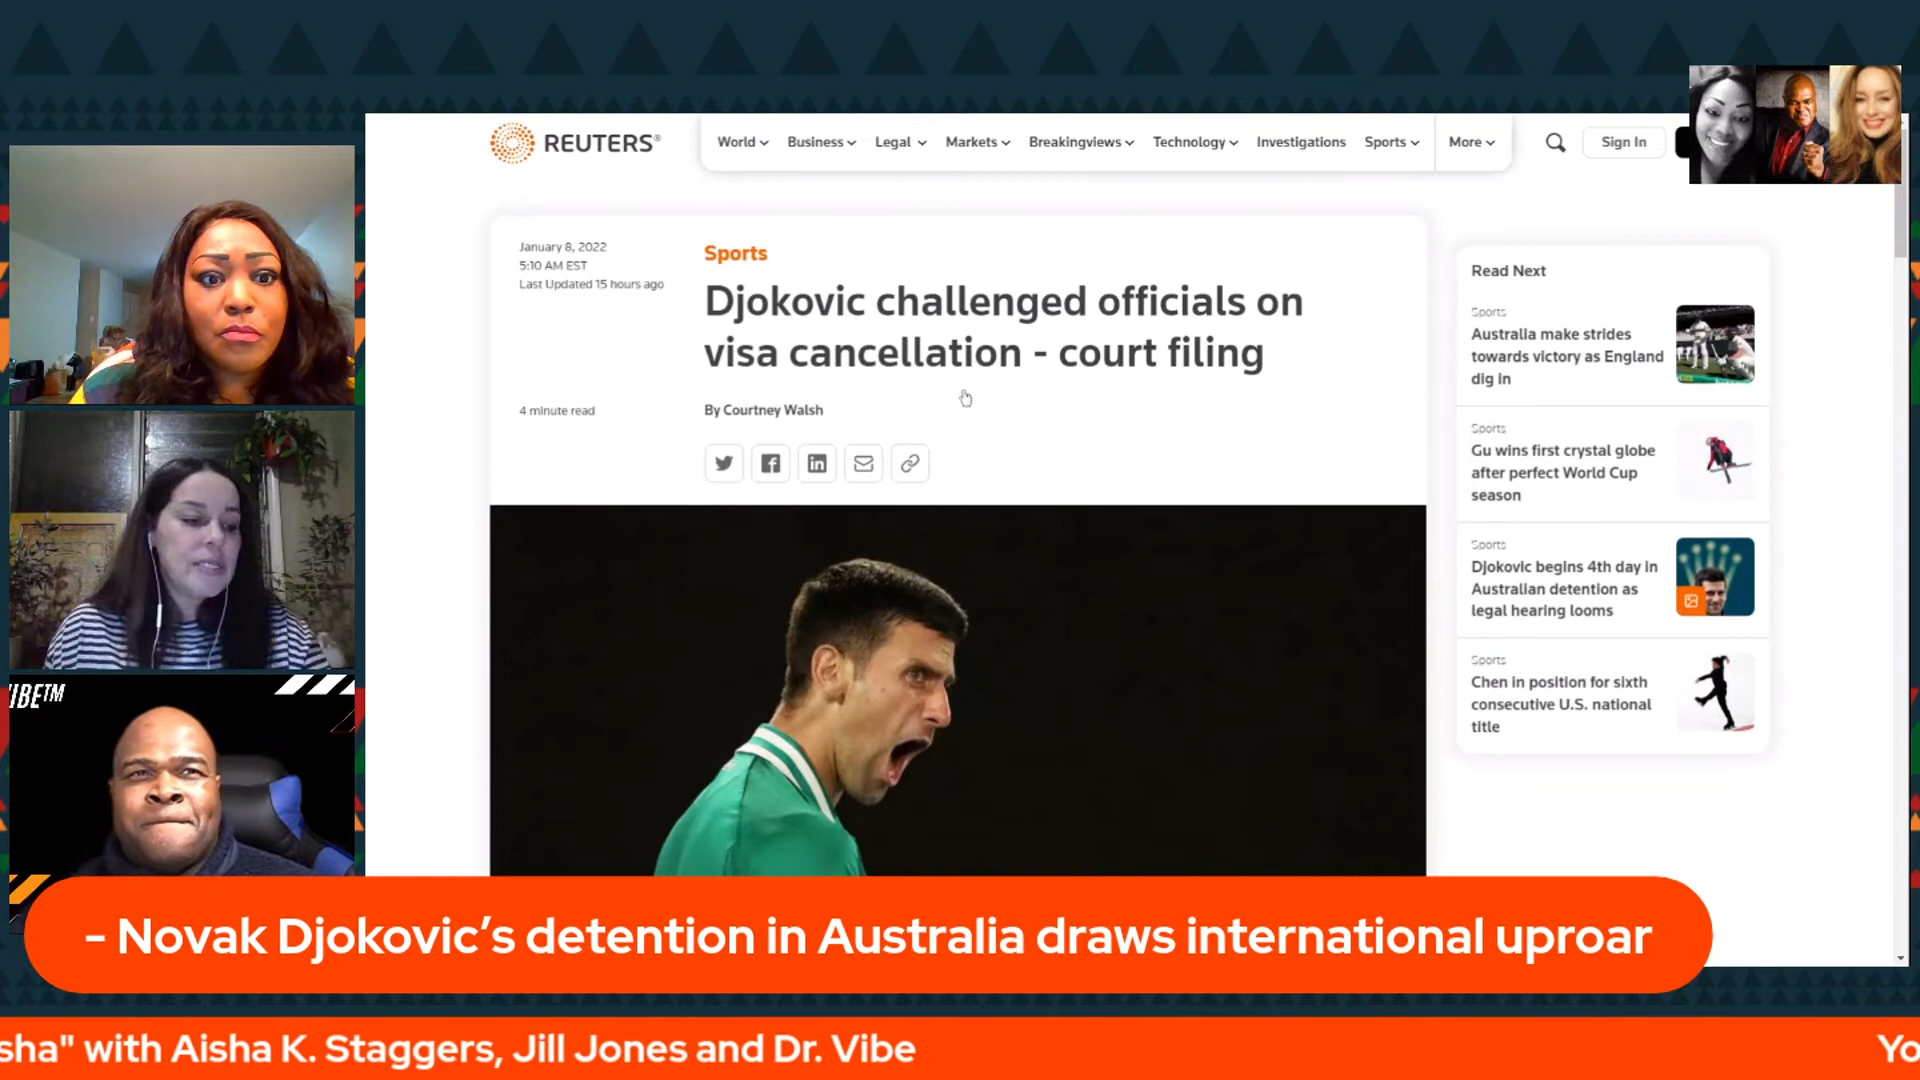 REUTERS®
World
Business
Legal
Markets
Breakingviews
Technology
Investigations
Sports
More
Sign In
January 8, 2022
5:10 AM EST
Last Updated 15 hours ago
Sports
Djokovic challenged officials on
visa cancellation - court filing
4 minute read
By Courtney Walsh
Read Next
Sports
Australia make strides
towards victory as England
dig in
Sports
Gu wins first crystal globe
after perfect World Cup
season
Sports
Djokovic begins 4th day in
Australian detention as
legal hearing looms
Sports
Chen in position for sixth
consecutive U.S. national
title
IBE™
- Novak Djokovic’s detention in Australia draws international uproar
sha" with Aisha K. Staggers, Jill Jones and Dr. Vibe
Yo